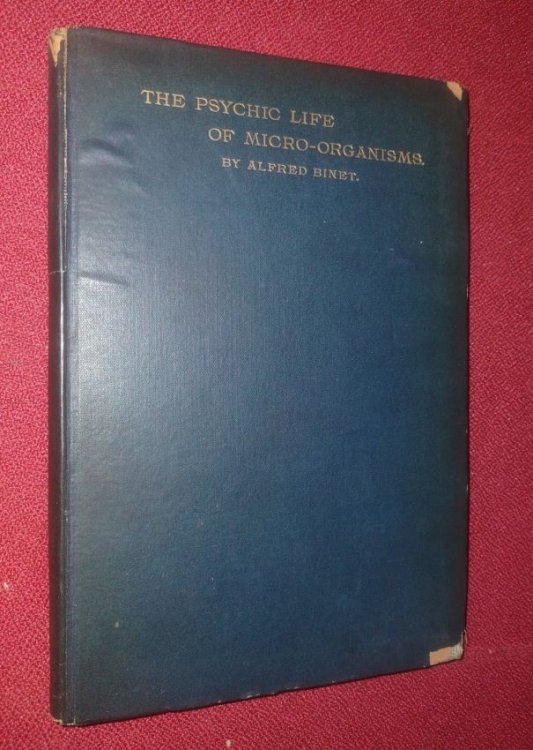 THE PSYCHIC LIFE
OF MICRO-ORGANISMS.
BY ALFRED BINET.